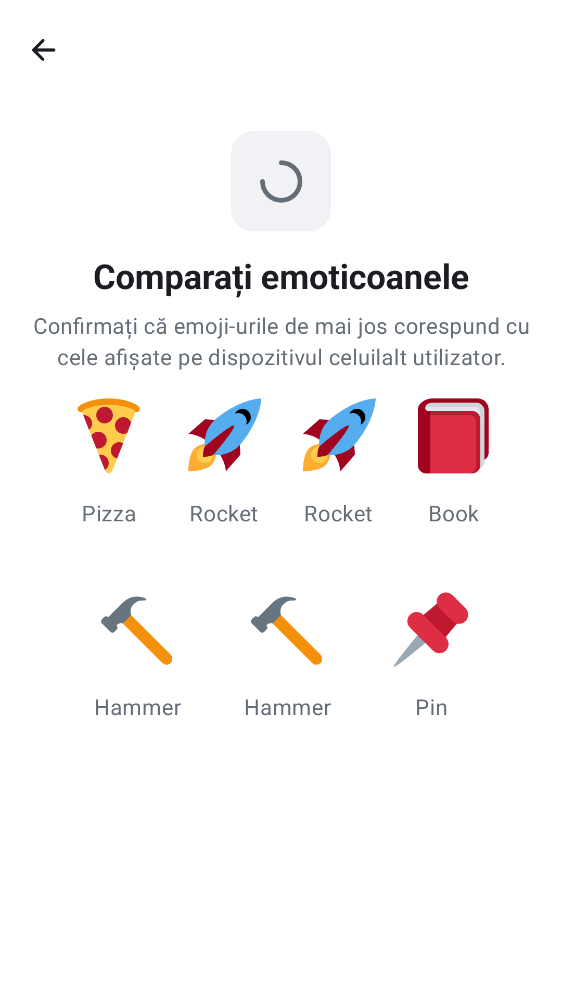 Comparați emoticoanele
Confirmați că emoji-urile de mai jos corespund cu
cele afișate pe dispozitivul celuilalt utilizator.
Pizza Rocket Rocket Book
Hammer Hammer Pin